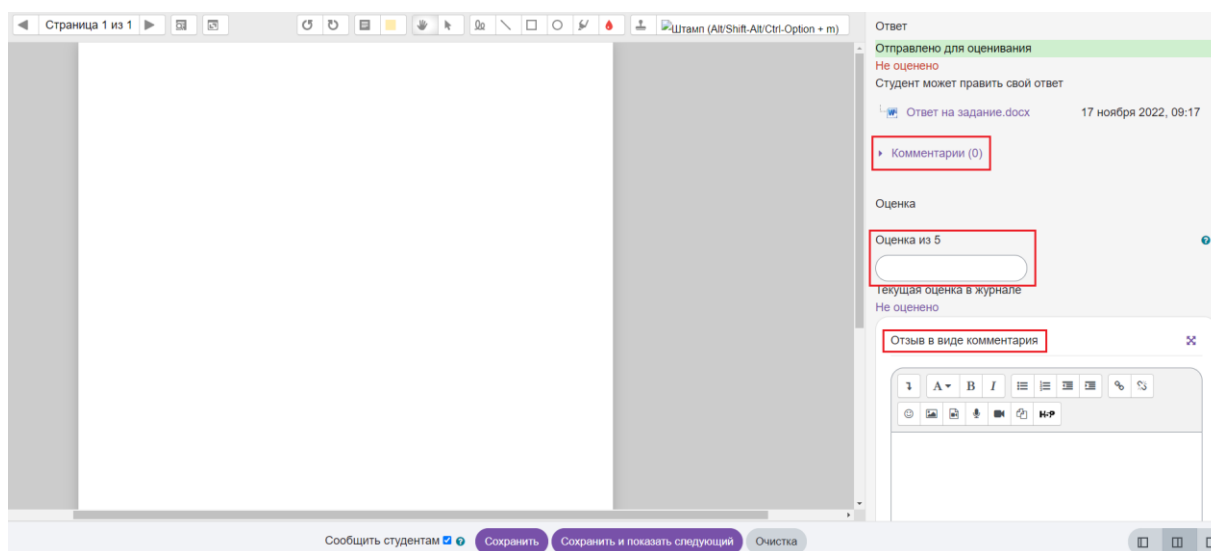 Страница 1 из 1
Штамп (Alt/Shift-Alt/Ctrl-Option + m)
Ответ
Отправлено для оценивания
Не оценено
Студент может править свой ответ
Ответ на задание.docx 17 ноября 2022, 09:17
Комментарии (0)
Оценка
Оценка из 5
Текущая оценка в журнале
Не оценено
Отзыв в виде комментария
A B I
H-P
Сообщить студентам Сохранить Сохранить и показать следующий Очистка